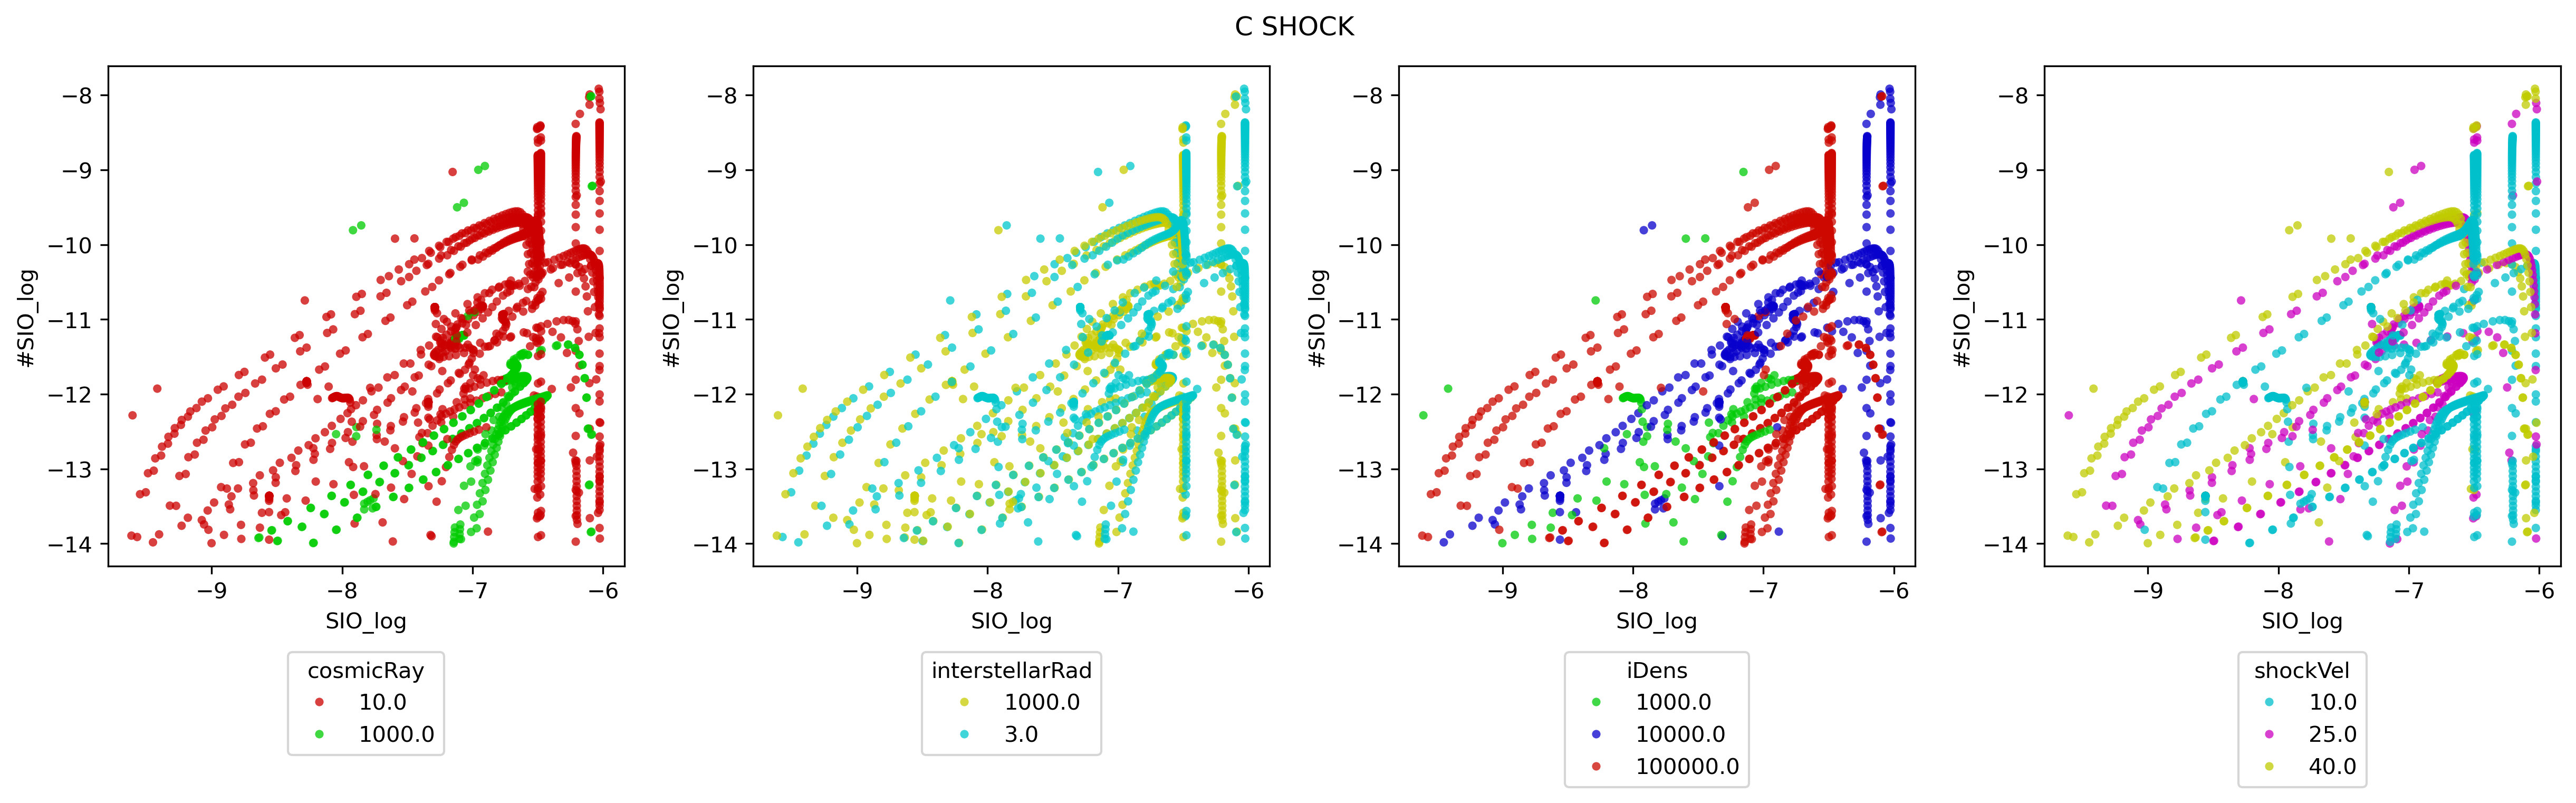 C SHOCK
#SIO_log
−8
−9
−10
−11
−12
−13
−14
−9 −8 −7 −6
SIO_log
cosmicRay
10.0
1000.0
#SIO_log
−8
−9
−10
−11
−12
−13
−14
−9 −8 −7 −6
SIO_log
interstellarRad
1000.0
3.0
#SIO_log
−8
−9
−10
−11
−12
−13
−14
−9 −8 −7 −6
SIO_log
iDens
1000.0
10000.0
100000.0
#SIO_log
−8
−9
−10
−11
−12
−13
−14
−9 −8 −7 −6
SIO_log
shockVel
10.0
25.0
40.0